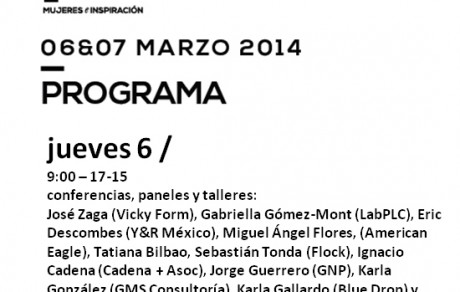 MUJERES E INSPIRACIÓN
06&07 MARZO 2014
PROGRAMA
jueves 6 /
9:00 – 17-15
conferencias, paneles y talleres:
José Zaga (Vicky Form), Gabriella Gómez-Mont (LabPLC), Eric
Descombes (Y&R México), Miguel Ángel Flores, (American
Eagle), Tatiana Bilbao, Sebastián Tonda (Flock), Ignacio
Cadena (Cadena + Asoc), Jorge Guerrero (GNP), Karla
González (GMS Consultoría), Karla Gallardo (Blue Drop) y